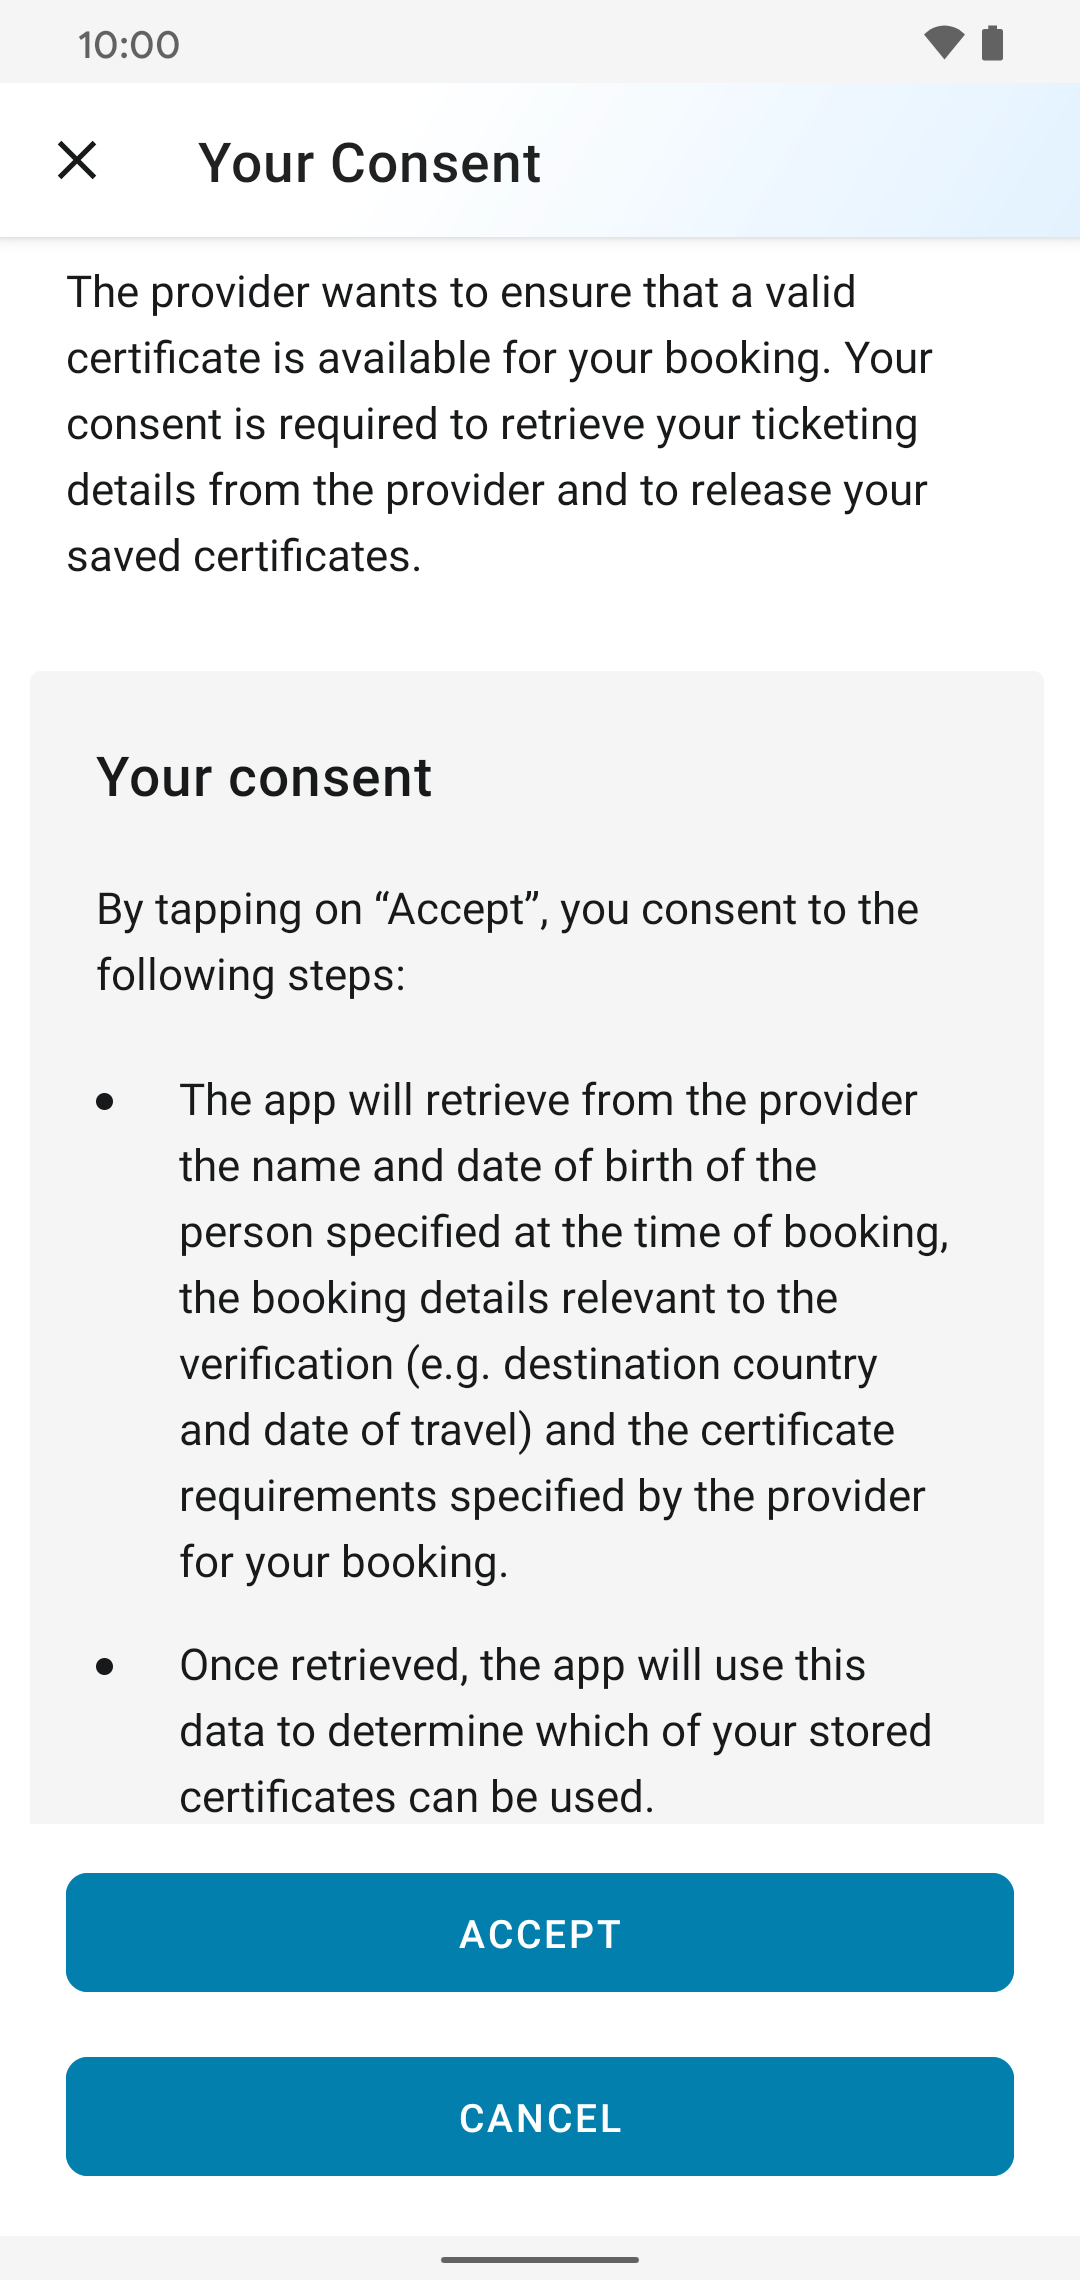 10:00
Your Consent
The provider wants to ensure that a valid
certificate is available for your booking. Your
consent is required to retrieve your ticketing
details from the provider and to release your
saved certificates.
Your consent
By tapping on “Accept”, you consent to the
following steps:
• The app will retrieve from the provider
the name and date of birth of the
person specified at the time of booking,
the booking details relevant to the
verification (e.g. destination country
and date of travel) and the certificate
requirements specified by the provider
for your booking.
• Once retrieved, the app will use this
data to determine which of your stored
certificates can be used.
ACCEPT
CANCEL